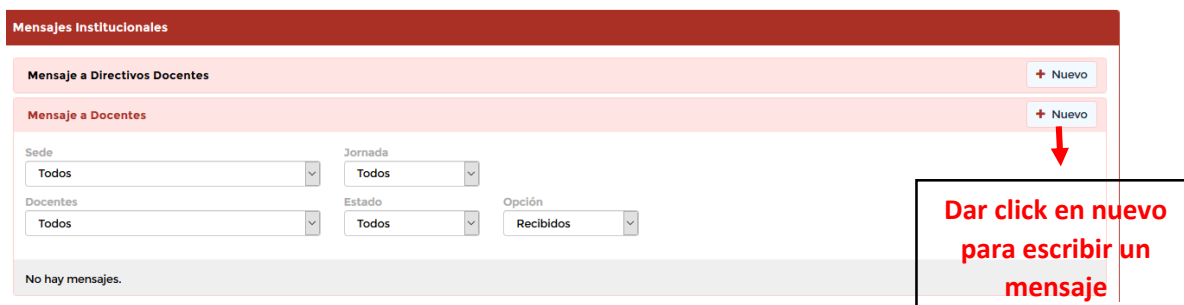 Mensajes Institucionales
Mensaje a Directivos Docentes
+ Nuevo
Mensaje a Docentes
+ Nuevo
Sede
Jornada
Todos
Todos
Docentes
Estado
Opción
Todos
Todos
Recibidos
No hay mensajes.
Dar click en nuevo
para escribir un
mensaje